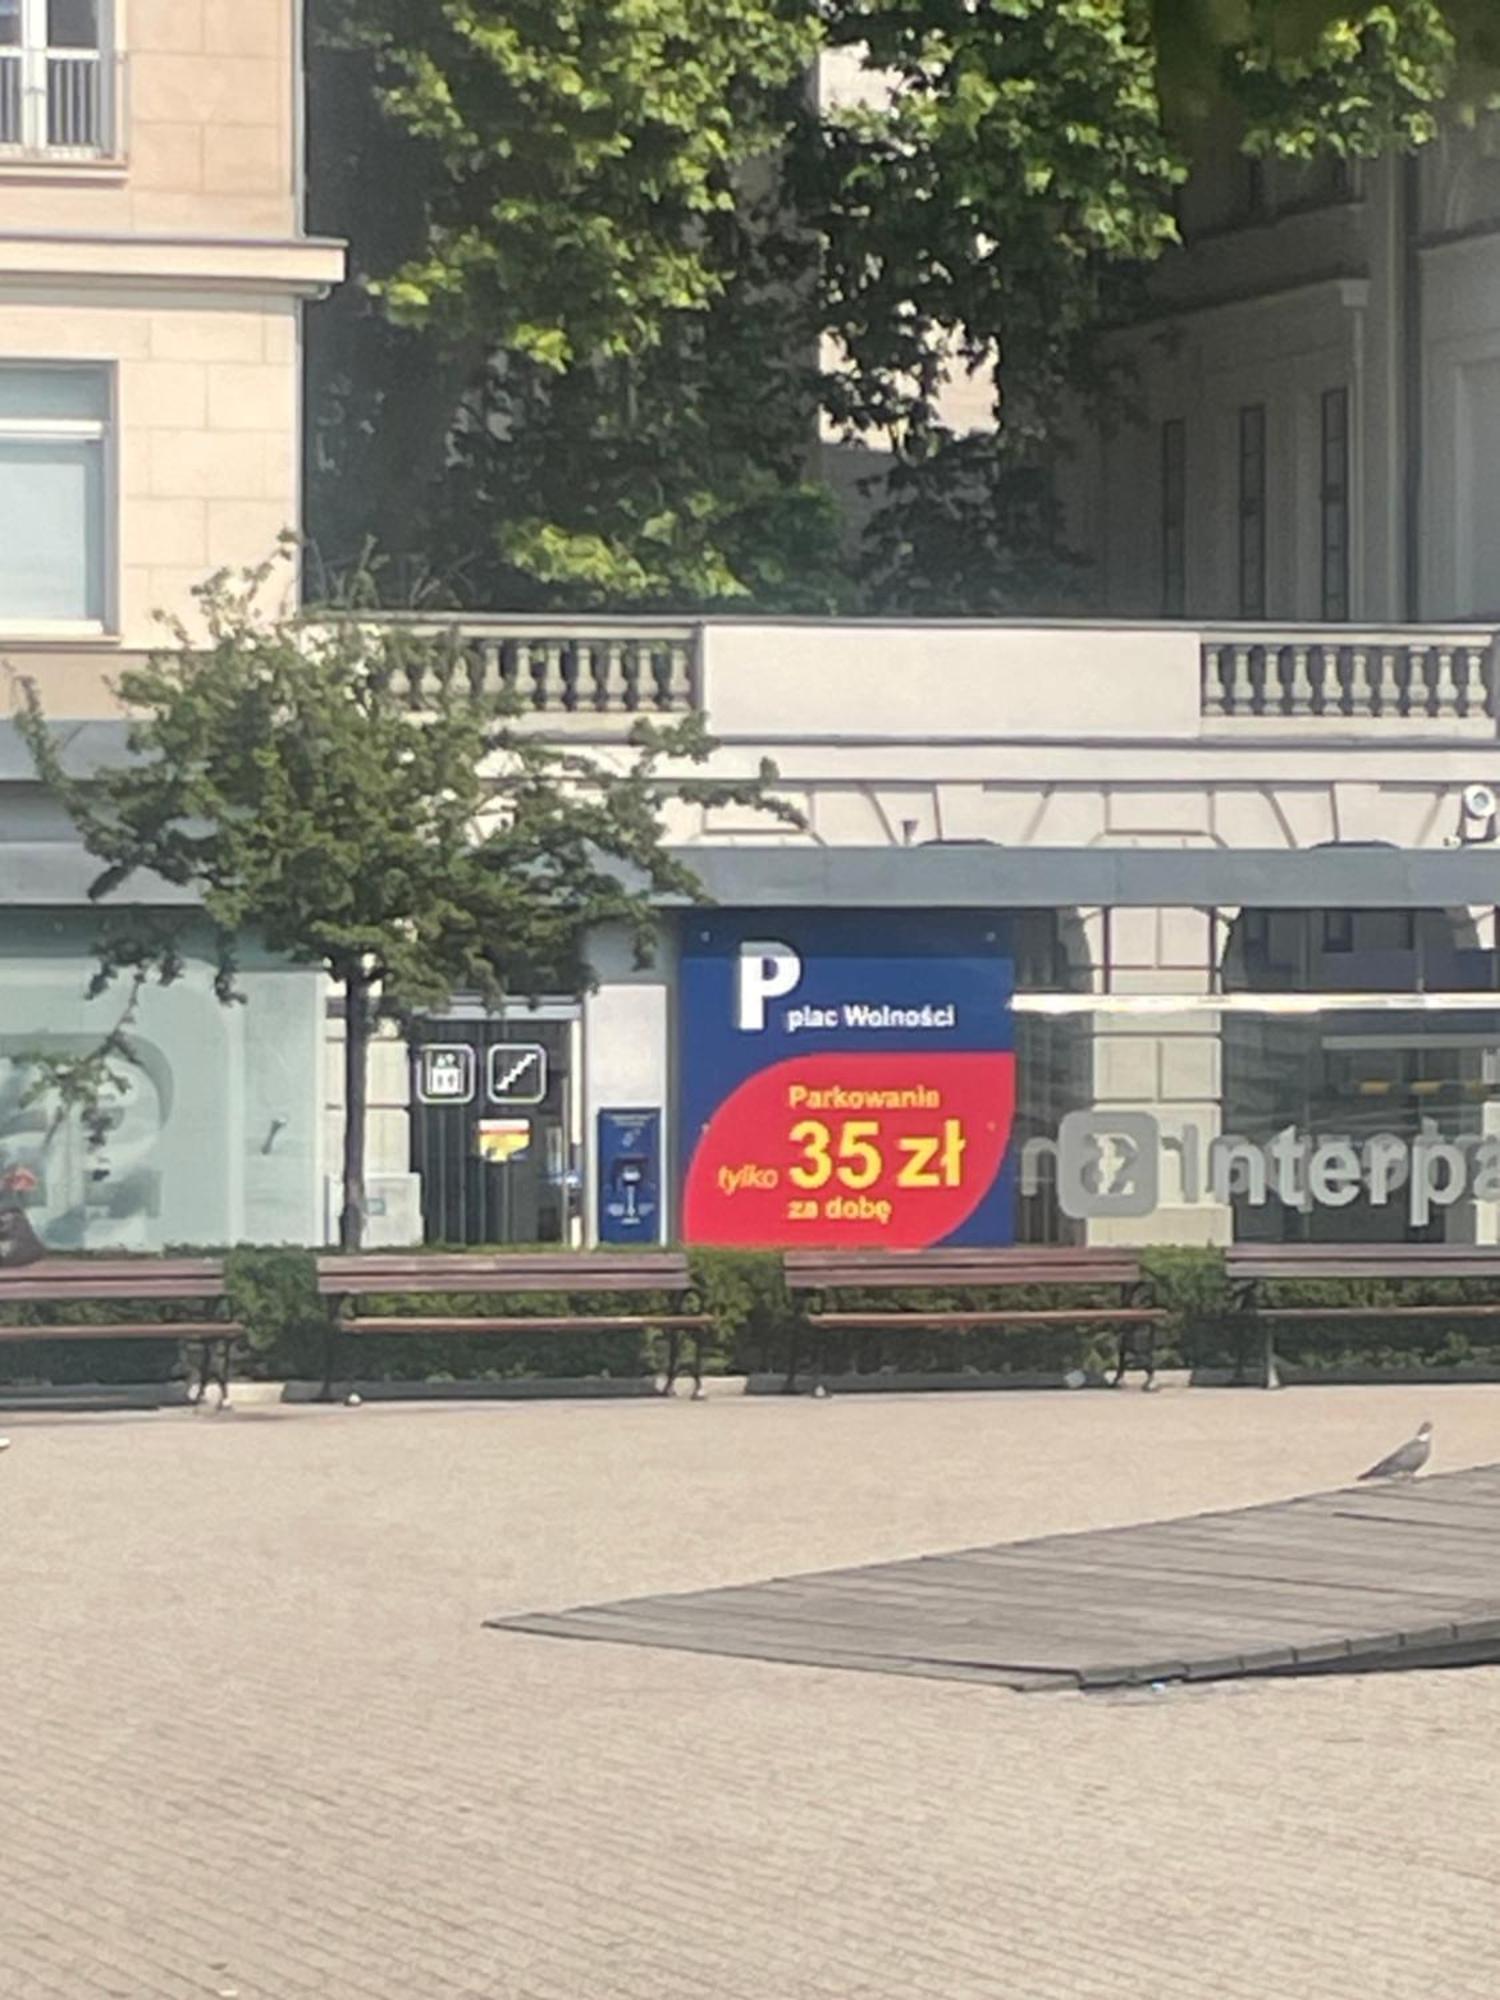 P
plac Wolności
Parkowanie
tylko 35 zł
za dobę
Interpa